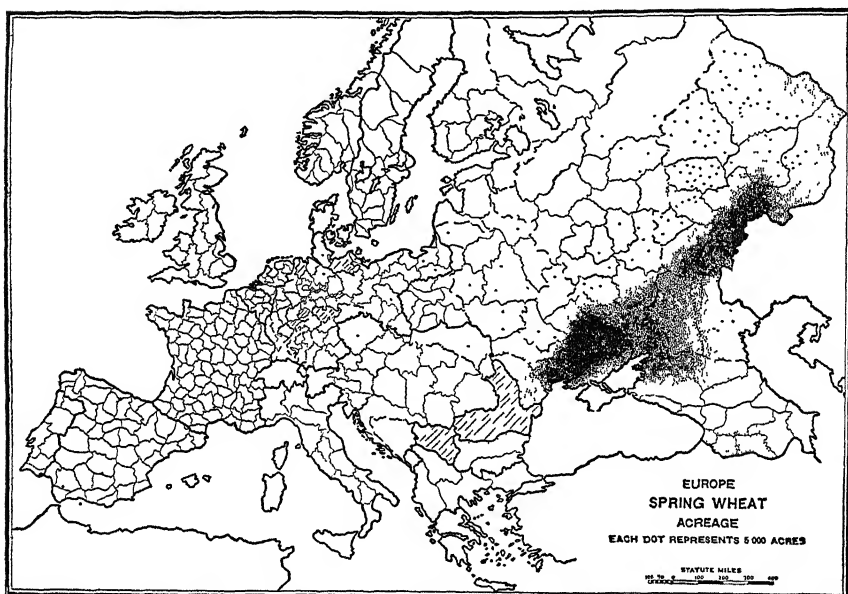 EUROPE
SPRING WHEAT
ACREAGE
EACH DOT REPRESENTS 5 000 ACRES
STATUTE MILES